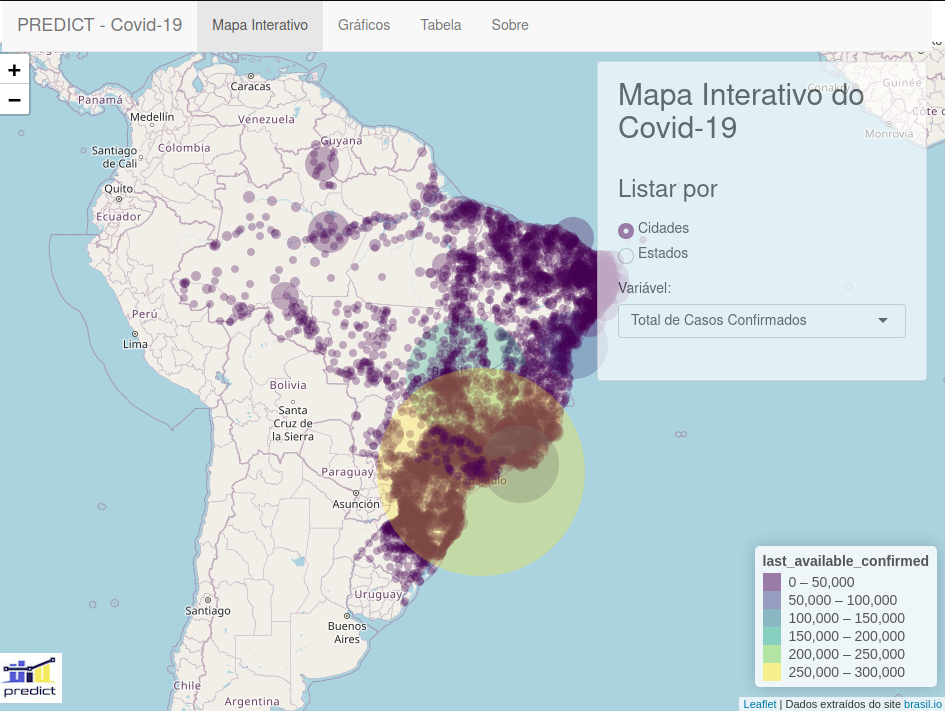 PREDICT - Covid-19
Mapa Interativo
Gráficos
Tabela
Sobre
+
−
Mapa Interativo do
Covid-19
Listar por
Cidades
Estados
Variável:
Total de Casos Confirmados
Caracas
Panamá
Medellín
Venezuela
Guyana
Santiago
de Cali
Colombia
Quito
Ecuador
Perú
Lima
Bolivia
Santa
Cruz de
la Sierra
Paraguay
Asunción
Uruguay
Santiago
Buenos
Aires
Chile
Argentina
Guinée
Conakry
Côte d
Monrovia
last_available_confirmed
0 – 50,000
50,000 – 100,000
100,000 – 150,000
150,000 – 200,000
200,000 – 250,000
250,000 – 300,000
predict
Leaflet | Dados extraídos do site brasil.io